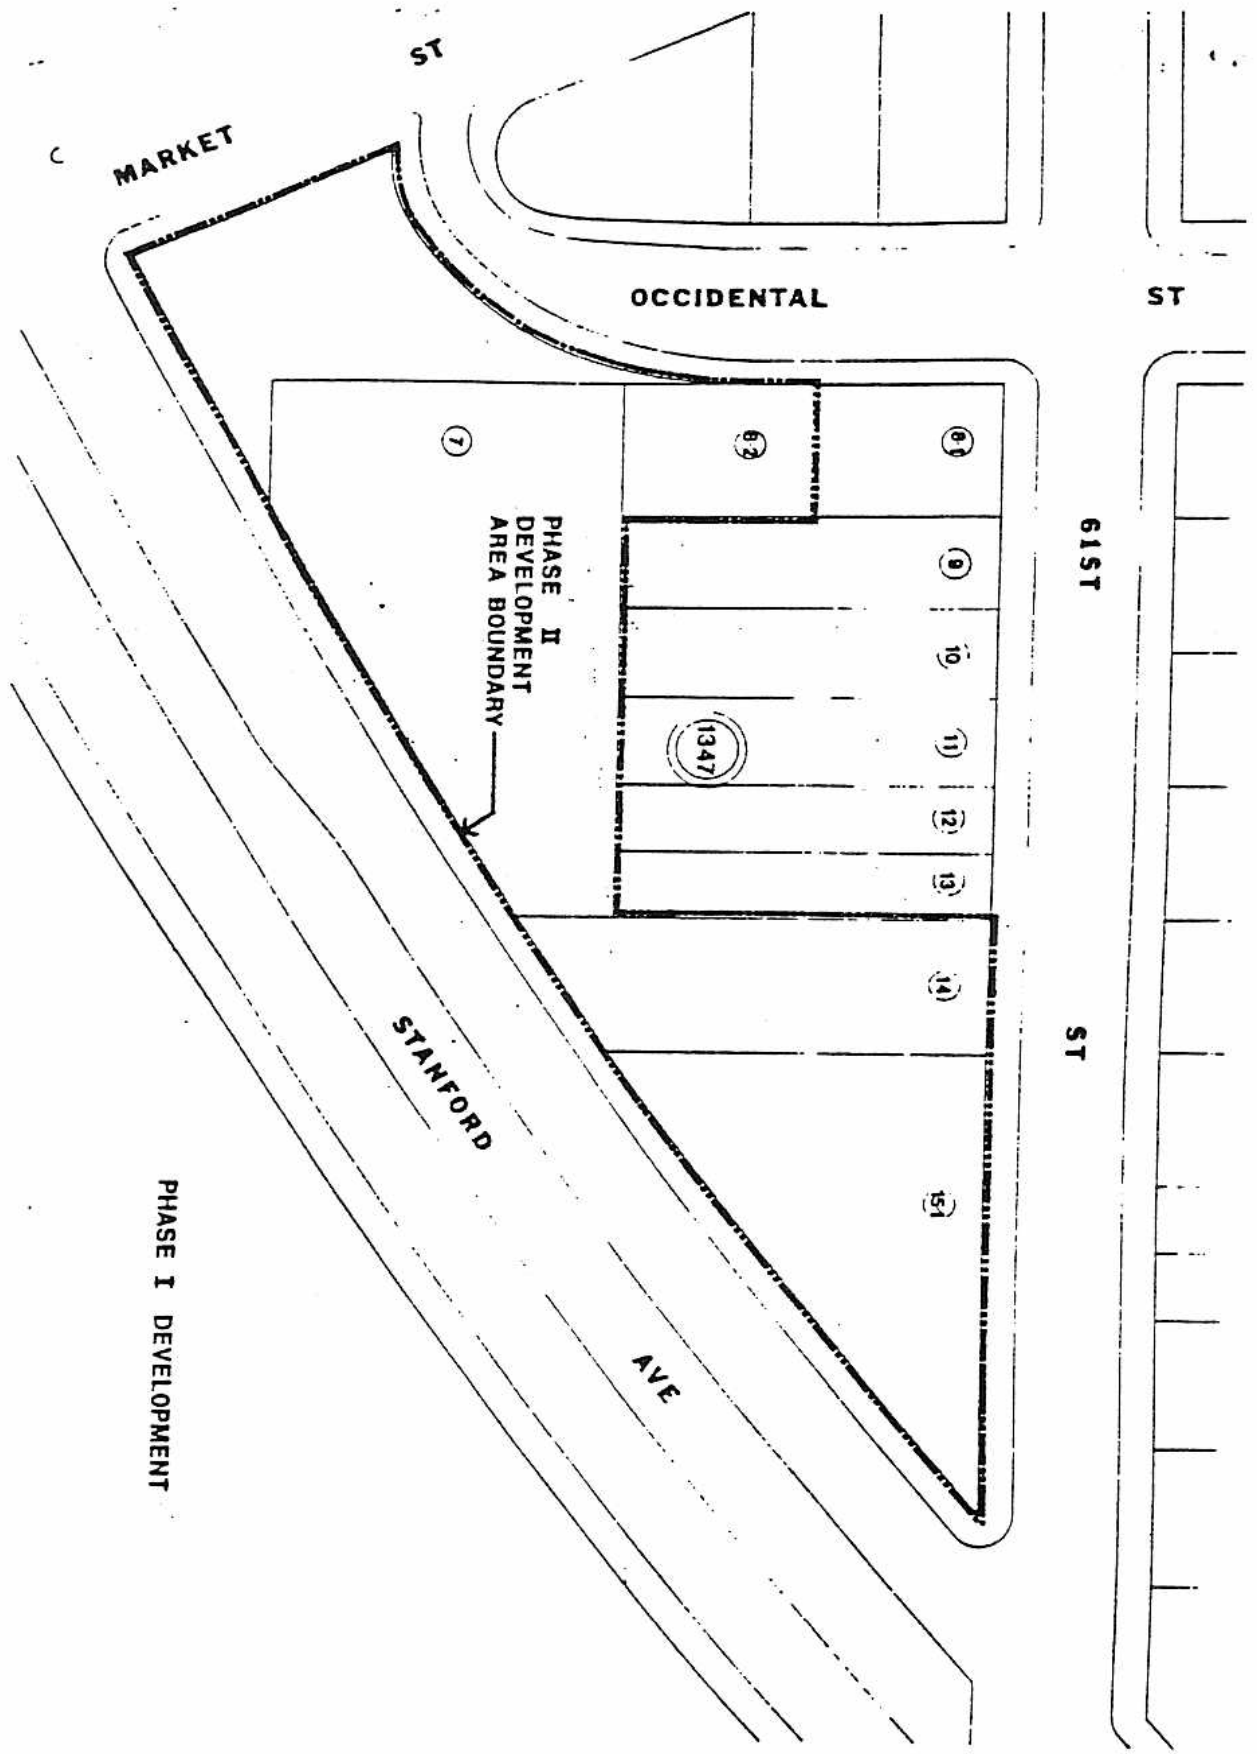 ST
MARKET
OCCIDENTAL
ST
7
8-2
8-1
61ST
9
PHASE II
DEVELOPMENT
AREA BOUNDARY
10
11
1347
12
13
14
ST
STANFORD
15-1
AVE
PHASE I DEVELOPMENT